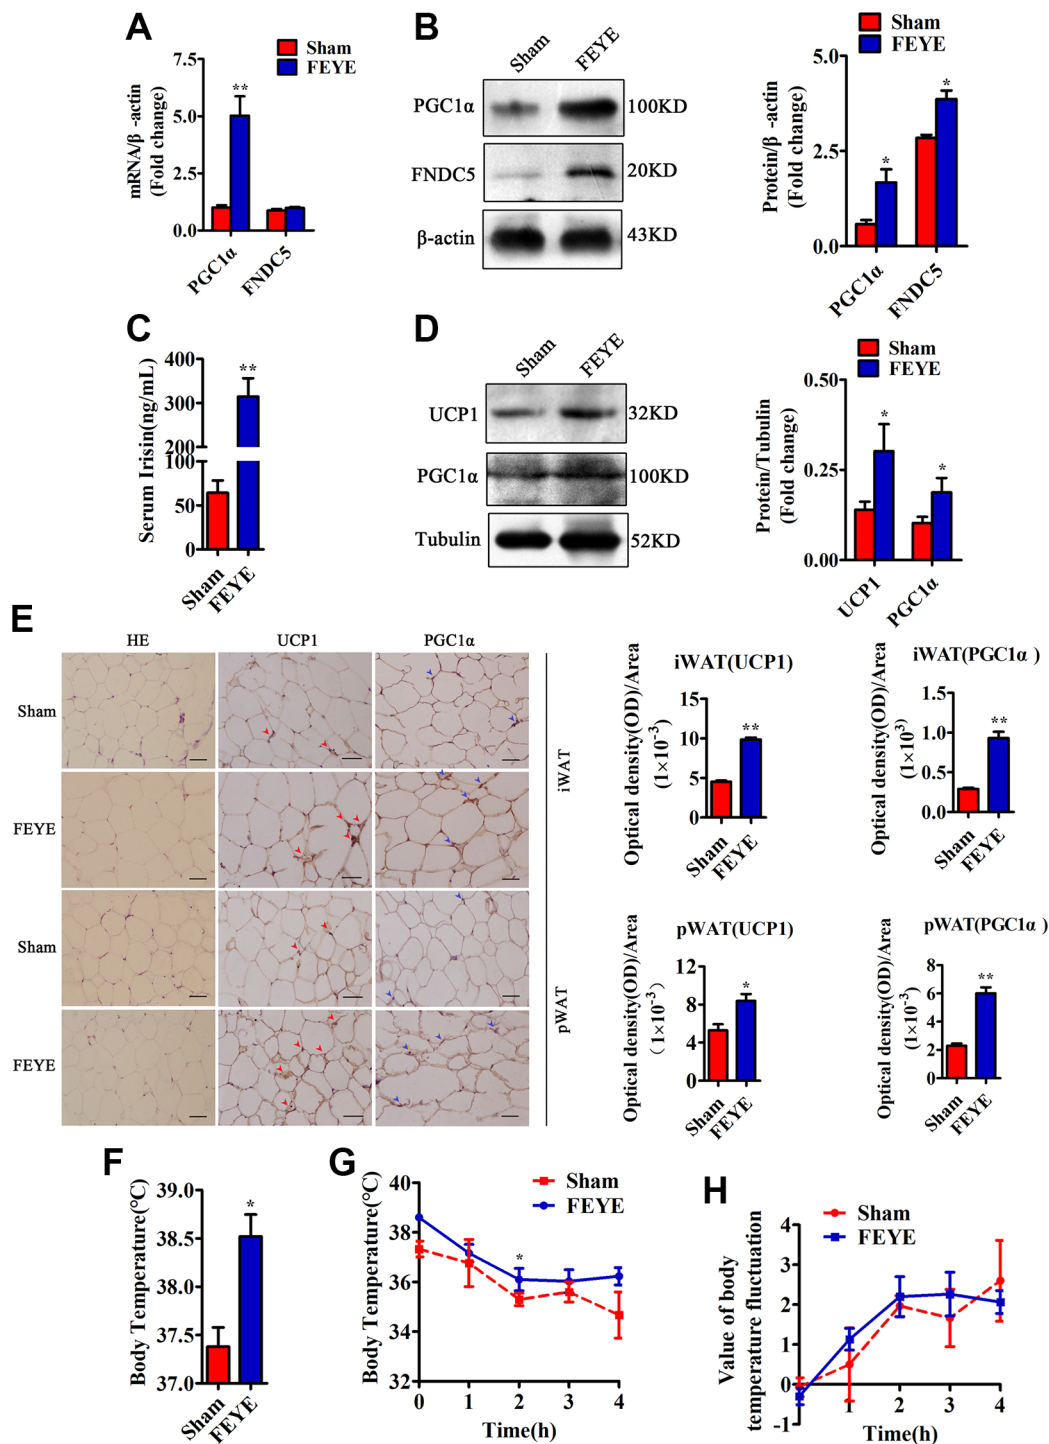 A
Sham
FEYE
mRNA/β -actin
(Fold change)
7.5
5.0
2.5
0.0
**
PGC1α
FNDC5
B
Sham
FEYE
PGC1α
100KD
FNDC5
20KD
β-actin
43KD
Sham
FEYE
Protein/β -actin
(Fold change)
5.0
2.5
0.0
*
*
PGC1α
FNDC5
C
Serum Irisin(ng/mL)
400
300
200
100
50
0
**
Sham
FEYE
D
Sham
FEYE
UCP1
32KD
PGC1α
100KD
Tubulin
52KD
Sham
FEYE
Protein/Tubulin
(Fold change)
0.50
0.25
0.00
*
*
UCP1
PGC1α
E
HE
UCP1
PGC1α
Sham
FEYE
Sham
FEYE
iWAT
pWAT
iWAT(UCP1)
Optical density(OD)/Area
(1×10-3)
15
10
5
0
**
Sham
FEYE
iWAT(PGC1α )
Optical density(OD)/Area
(1×10-3)
1.5
1.0
0.5
0.0
**
Sham
FEYE
pWAT(UCP1)
Optical density(OD)/Area
(1×10-3)
12
8
4
0
*
Sham
FEYE
pWAT(PGC1α )
Optical density(OD)/Area
(1×10-3)
8
6
4
2
0
**
Sham
FEYE
F
Body Temperature(℃)
39.0
38.5
38.0
37.5
37.0
*
Sham
FEYE
G
Body Temperature(℃)
40
38
36
34
32
Sham
FEYE
*
0 1 2 3 4
Time(h)
H
Value of body
temperature fluctuation
4
3
2
1
0
-1
Sham
FEYE
1 2 3 4
Time(h)